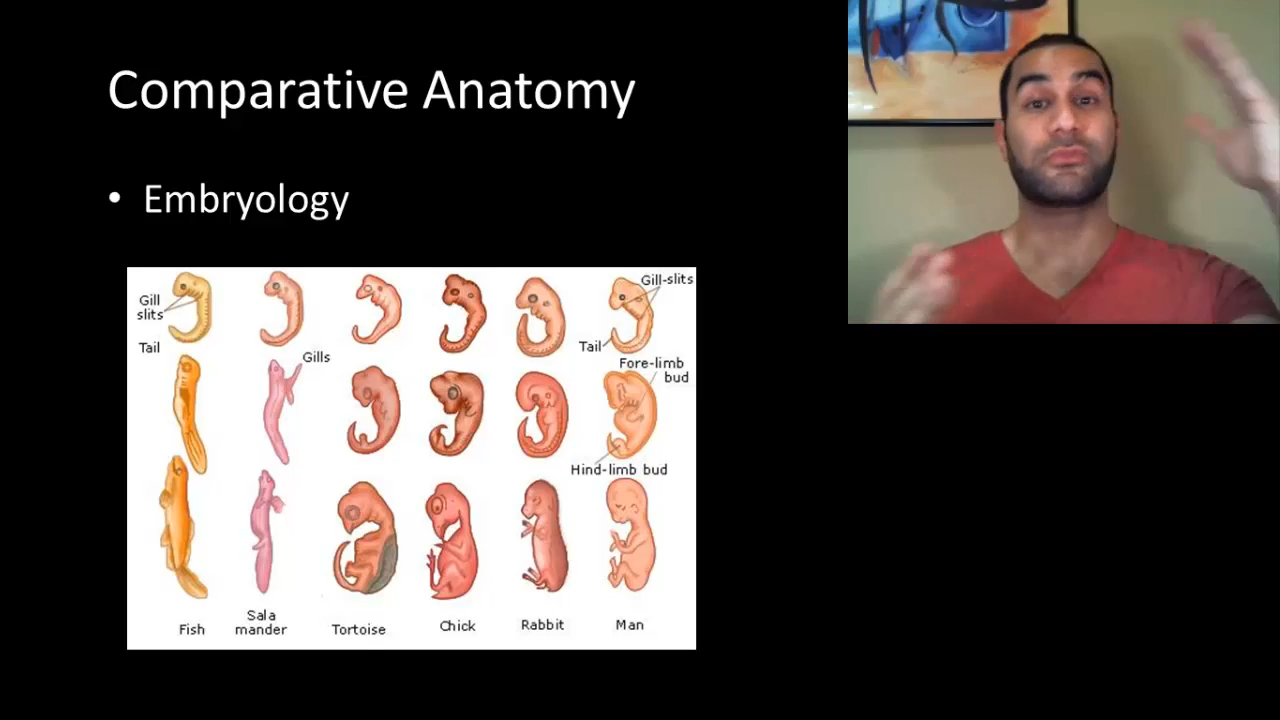 Comparative Anatomy
• Embryology
Gill
slits
Tail
Gills
Gill-slits
Tail
Fore-limb
bud
Hind-limb bud
Fish
Sala
mander
Tortoise
Chick
Rabbit
Man